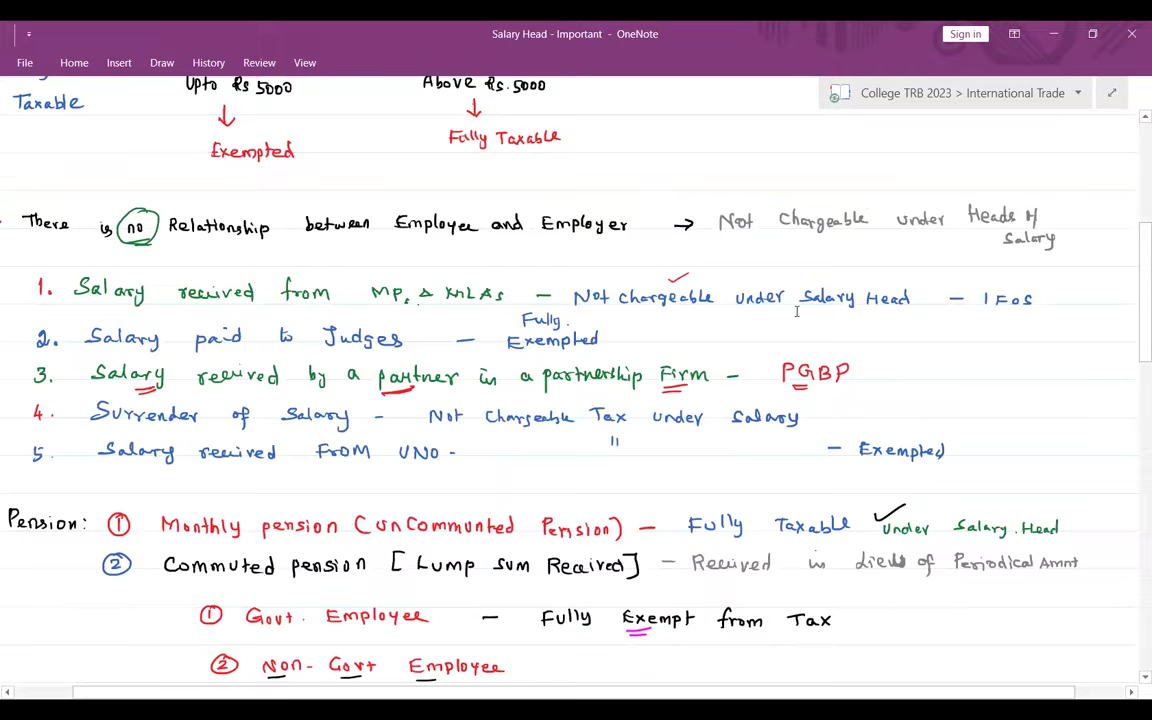 Salary Head - Important - OneNote
Sign in
File Home Insert Draw History Review View
College TRB 2023 > International Trade
Upto Rs 5000 Above Rs. 5000
Taxable
Exempted Fully Taxable
There is no Relationship between Employee and Employer → Not Chargeable under Heads of Salary
1. Salary received from MPs & MLAs - Not Chargeable under Salary Head - IFOS
2. Salary paid to Judges - Fully Exempted
3. Salary received by a partner in a partnership Firm - PGBP
4. Surrender of Salary - Not Chargeable Tax under Salary
5. Salary received FROM UNO - " - Exempted
Pension: ① Monthly pension (unCommunted Pension) - Fully Taxable under Salary. Head
② Commuted pension [Lump sum Received] - Received in lieu of Periodical Amnt
① Govt. Employee - Fully Exempt from Tax
② Non-Govt Employee